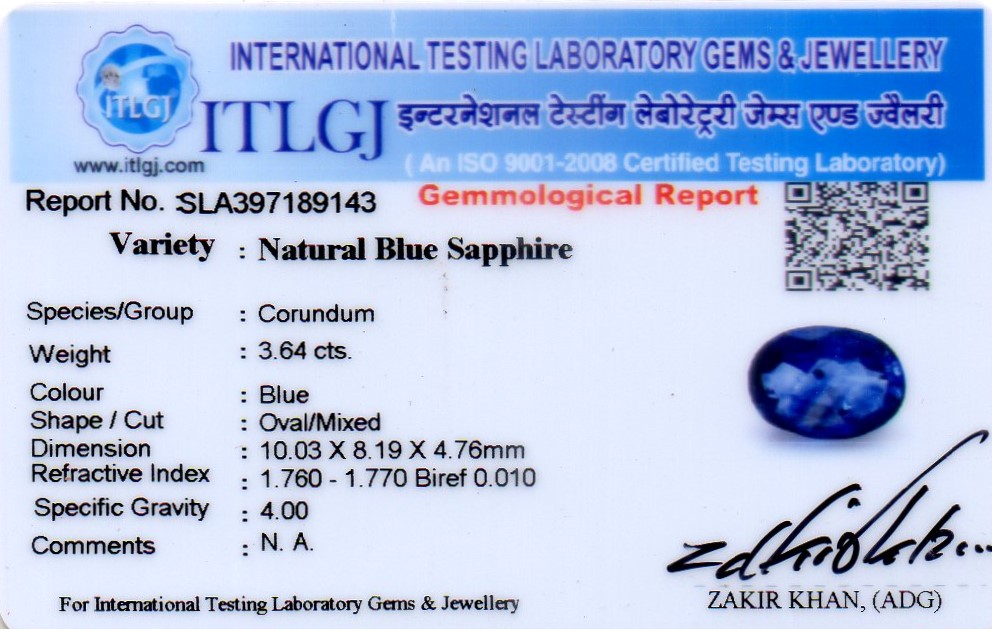 INTERNATIONAL TESTING LABORATORY GEMS & JEWELLERY
ITLGJ
ITLGJ
इन्टरनेशनल टेस्टींग लेबोरेट्री जेम्स एण्ड ज्वैलरी
www.itlgj.com
( An ISO 9001-2008 Certified Testing Laboratory)
Report No. :SLA397189143
Gemmological Report
Variety : Natural Blue Sapphire
Species/Group : Corundum
Weight : 3.64 cts.
Colour : Blue
Shape / Cut : Oval/Mixed
Dimension : 10.03 X 8.19 X 4.76mm
Refractive Index : 1.760 - 1.770 Biref 0.010
Specific Gravity : 4.00
Comments : N. A.
For International Testing Laboratory Gems & Jewellery
ZAKIR KHAN, (ADG)